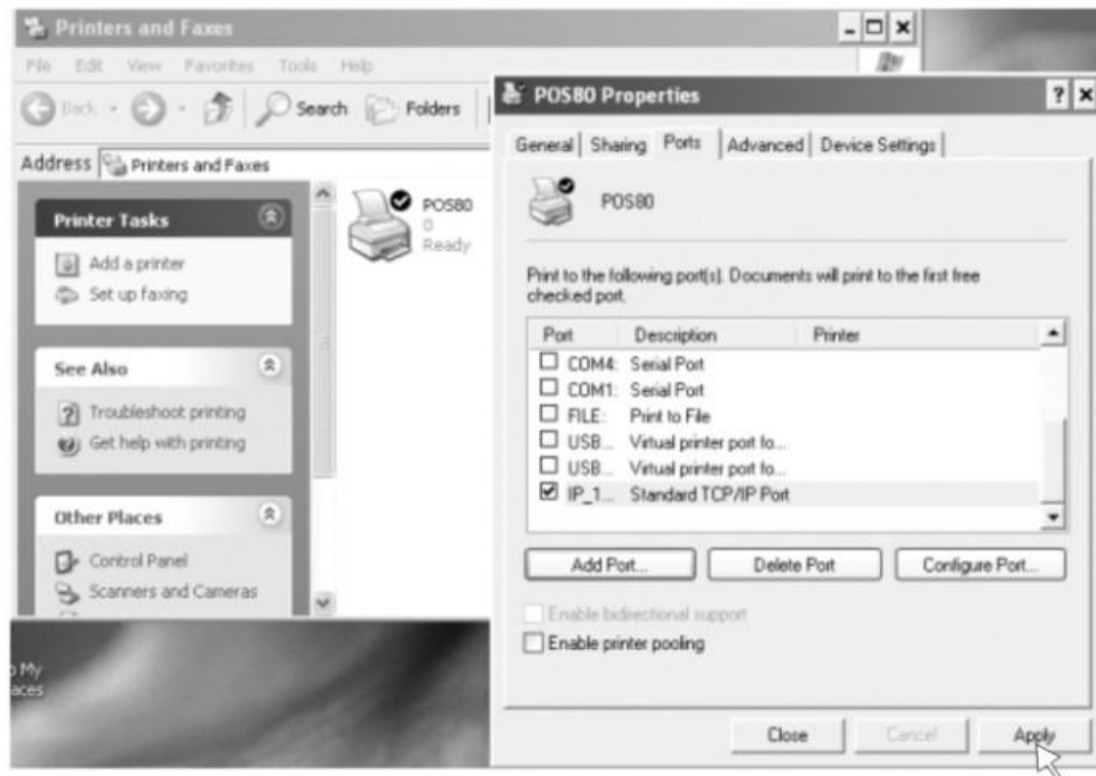 Printers and Faxes
File Edit View Favorites Tools Help
Back Search Folders
Address Printers and Faxes
Printer Tasks
Add a printer
Set up faxing
See Also
Troubleshoot printing
Get help with printing
Other Places
Control Panel
Scanners and Cameras
POS80
0
Ready
o My
aces
POS80 Properties
General Sharing Ports Advanced Device Settings
POS80
Print to the following port(s). Documents will print to the first free
checked port.
Port Description Printer
COM4: Serial Port
COM1: Serial Port
FILE: Print to File
USB... Virtual printer port fo...
USB... Virtual printer port fo...
IP_1... Standard TCP/IP Port
Add Port... Delete Port Configure Port...
Enable bidirectional support
Enable printer pooling
Close Cancel Apply